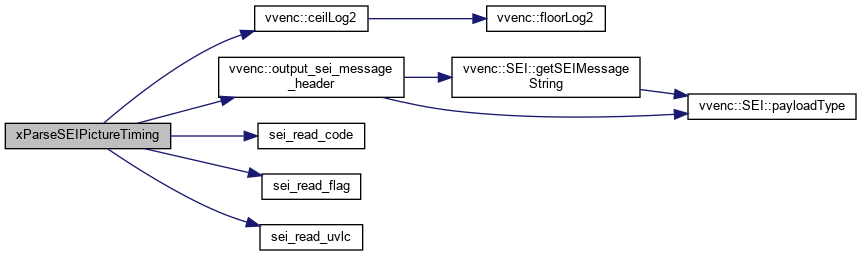 vvenc::ceilLog2
vvenc::floorLog2
vvenc::output_sei_message
_header
vvenc::SEI::getSEIMessage
String
vvenc::SEI::payloadType
xParseSEIPictureTiming
sei_read_code
sei_read_flag
sei_read_uvlc